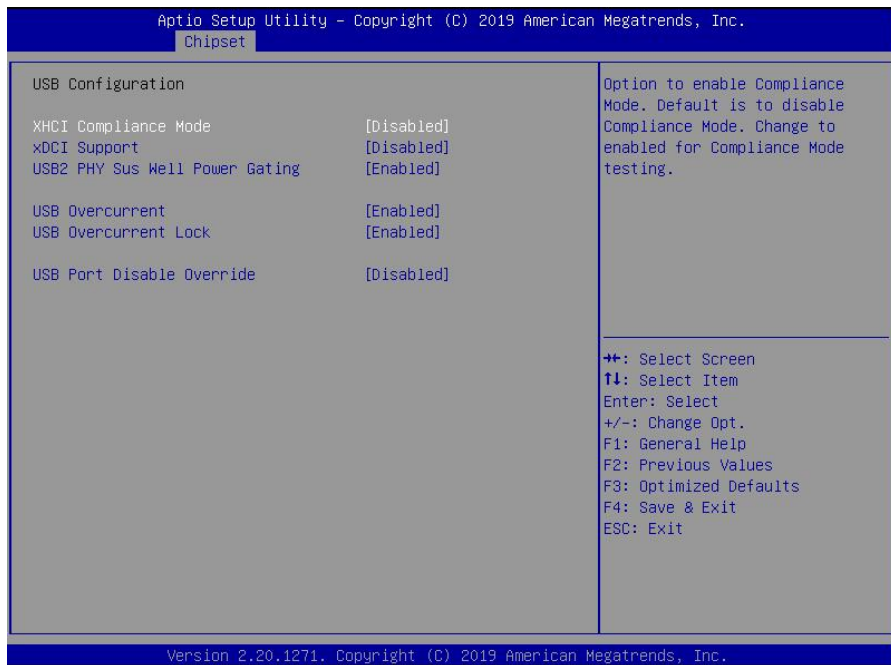 Aptio Setup Utility – Copyright (C) 2019 American Megatrends, Inc.
Chipset
USB Configuration
XHCI Compliance Mode [Disabled]
xDCI Support [Disabled]
USB2 PHY Sus Well Power Gating [Enabled]
USB Overcurrent [Enabled]
USB Overcurrent Lock [Enabled]
USB Port Disable Override [Disabled]
Option to enable Compliance
Mode. Default is to disable
Compliance Mode. Change to
enabled for Compliance Mode
testing.
→←: Select Screen
↑↓: Select Item
Enter: Select
+/-: Change Opt.
F1: General Help
F2: Previous Values
F3: Optimized Defaults
F4: Save & Exit
ESC: Exit
Version 2.20.1271. Copyright (C) 2019 American Megatrends, Inc.